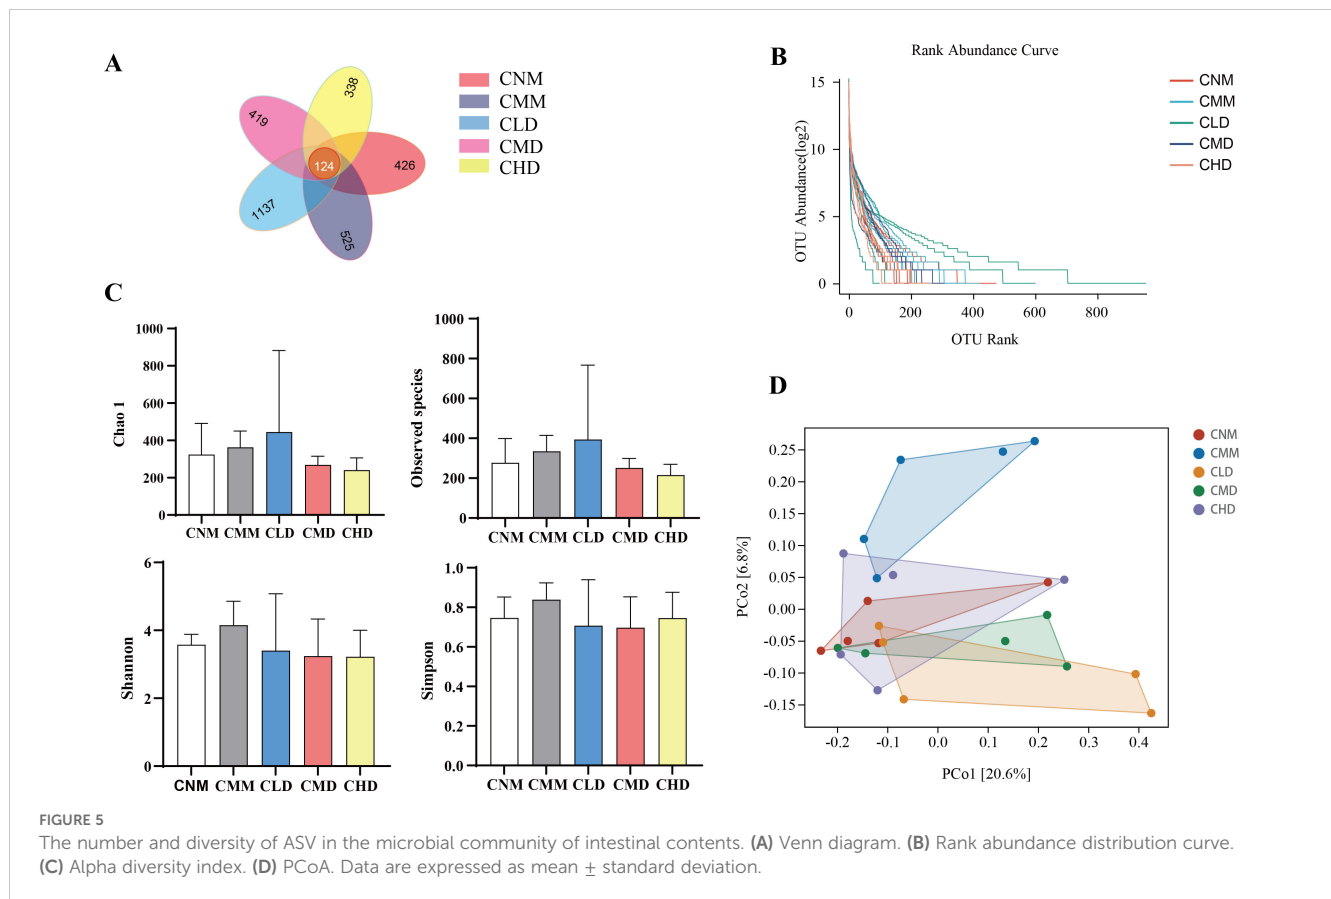 A
CNM
CMM
CLD
CMD
CHD
338
419
426
124
1137
525
B
Rank Abundance Curve
15
10
5
0
OTU Abundance(log2)
0 200 400 600 800
OTU Rank
CNM
CMM
CLD
CMD
CHD
C
1000
800
600
400
200
0
Chao 1
CNM CMM CLD CMD CHD
1000
800
600
400
200
0
Observed species
CNM CMM CLD CMD CHD
6
4
2
0
Shannon
CNM CMM CLD CMD CHD
1.0
0.8
0.6
0.4
0.2
0.0
Simpson
CNM CMM CLD CMD CHD
D
0.25
0.20
0.15
0.10
0.05
0.00
-0.05
-0.10
-0.15
PCo2 [6.8%]
-0.2 -0.1 0.0 0.1 0.2 0.3 0.4
PCo1 [20.6%]
CNM
CMM
CLD
CMD
CHD
FIGURE 5
The number and diversity of ASV in the microbial community of intestinal contents. (A) Venn diagram. (B) Rank abundance distribution curve.
(C) Alpha diversity index. (D) PCoA. Data are expressed as mean ± standard deviation.